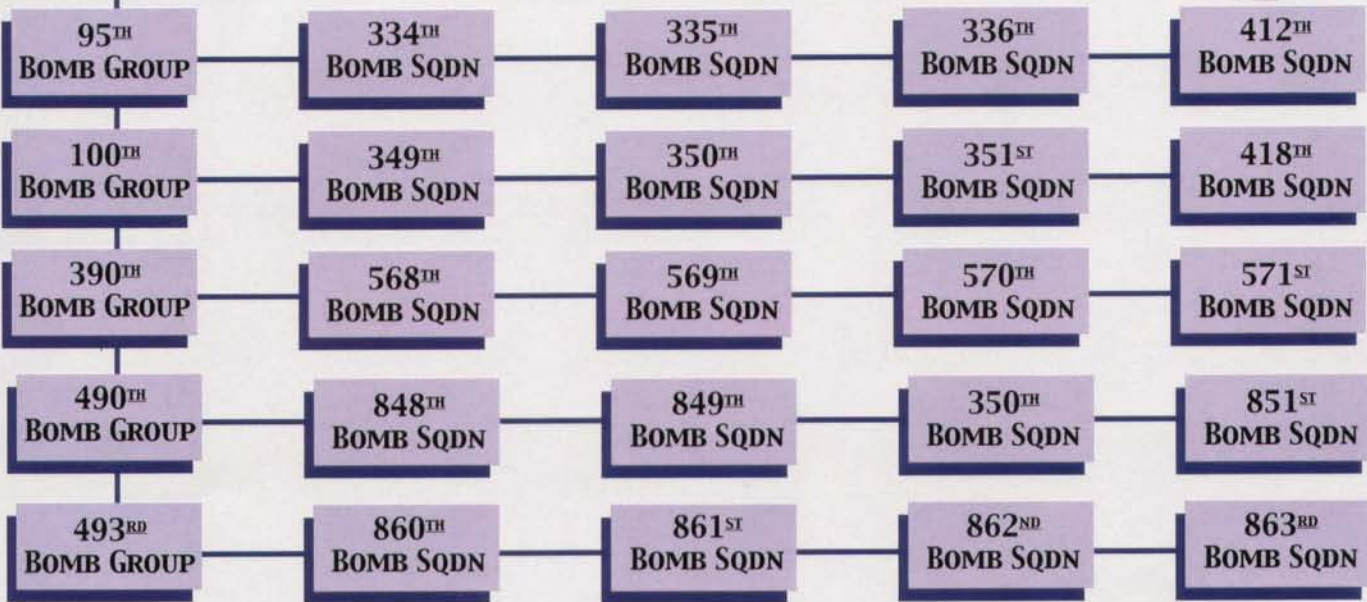 95TH
BOMB GROUP
334TH
BOMB SQDN
335TH
BOMB SQDN
336TH
BOMB SQDN
412TH
BOMB SQDN
100TH
BOMB GROUP
349TH
BOMB SQDN
350TH
BOMB SQDN
351ST
BOMB SQDN
418TH
BOMB SQDN
390TH
BOMB GROUP
568TH
BOMB SQDN
569TH
BOMB SQDN
570TH
BOMB SQDN
571ST
BOMB SQDN
490TH
BOMB GROUP
848TH
BOMB SQDN
849TH
BOMB SQDN
350TH
BOMB SQDN
851ST
BOMB SQDN
493RD
BOMB GROUP
860TH
BOMB SQDN
861ST
BOMB SQDN
862ND
BOMB SQDN
863RD
BOMB SQDN